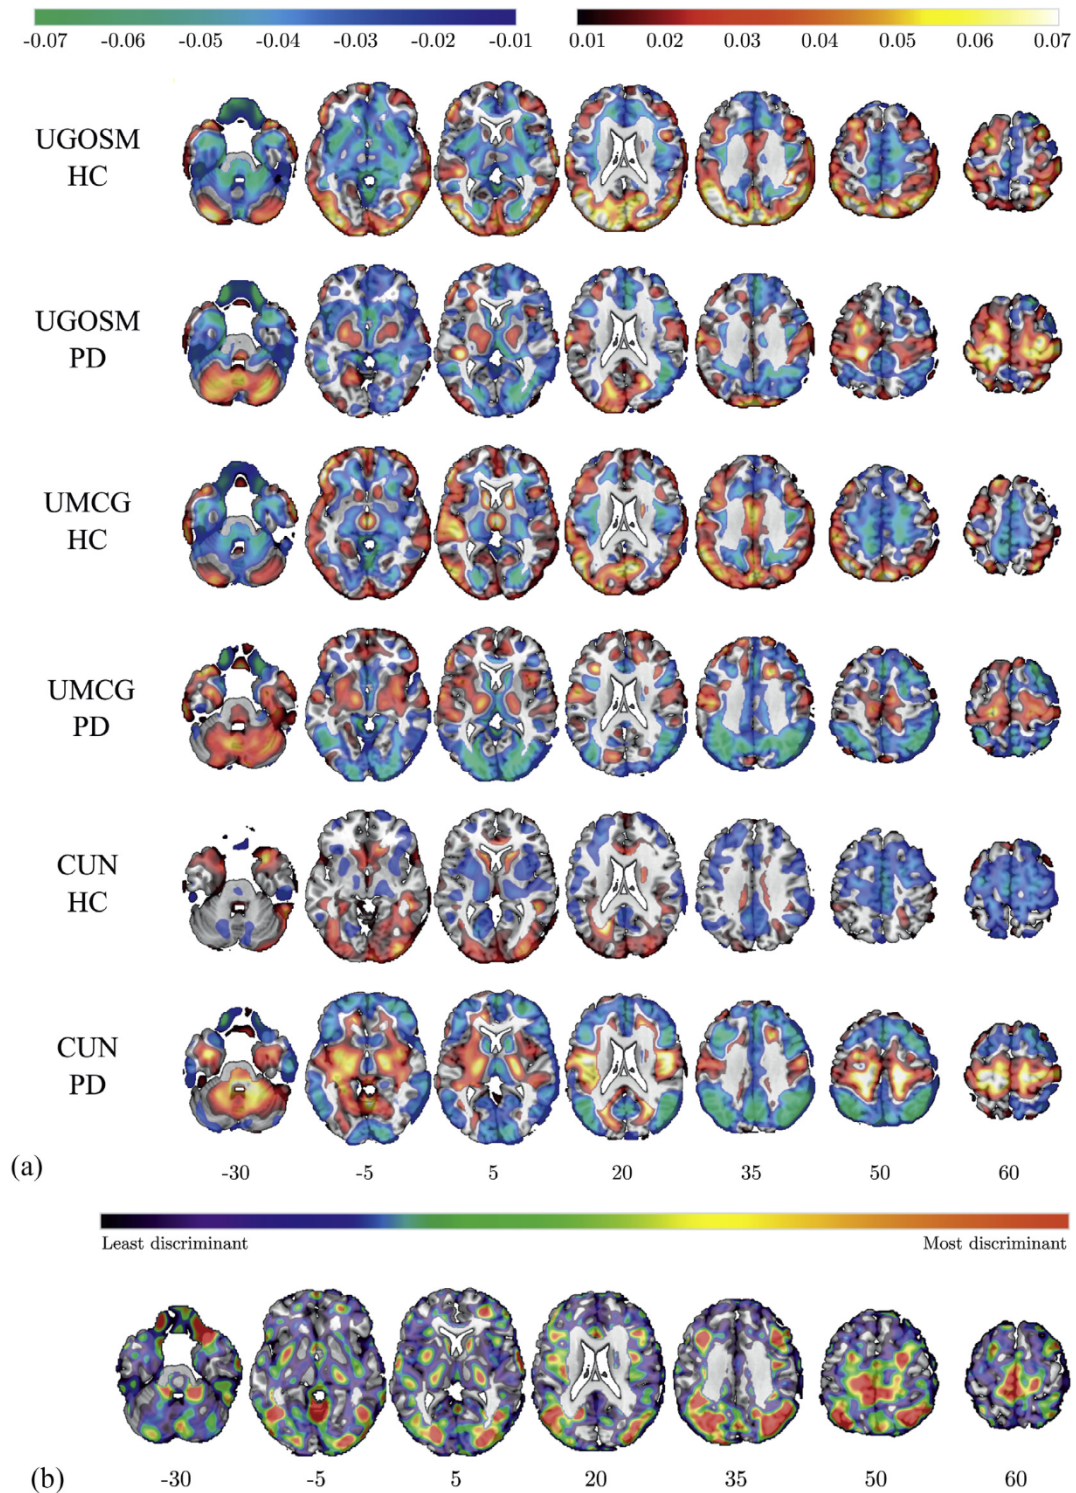 -0.07 -0.06 -0.05 -0.04 -0.03 -0.02 -0.01 0.01 0.02 0.03 0.04 0.05 0.06 0.07
UGOSM
HC
UGOSM
PD
UMCG
HC
UMCG
PD
CUN
HC
CUN
PD
(a)
-30 -5 5 20 35 50 60
Least discriminant Most discriminant
(b)
-30 -5 5 20 35 50 60